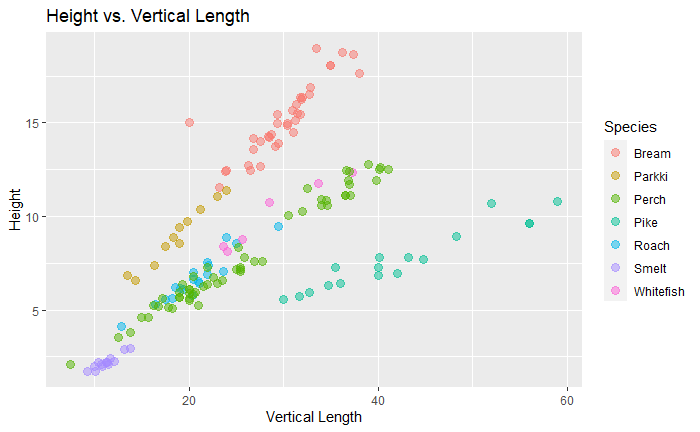 Height vs. Vertical Length
Height
15
10
5
20
40
60
Vertical Length
Species
Bream
Parkki
Perch
Pike
Roach
Smelt
Whitefish